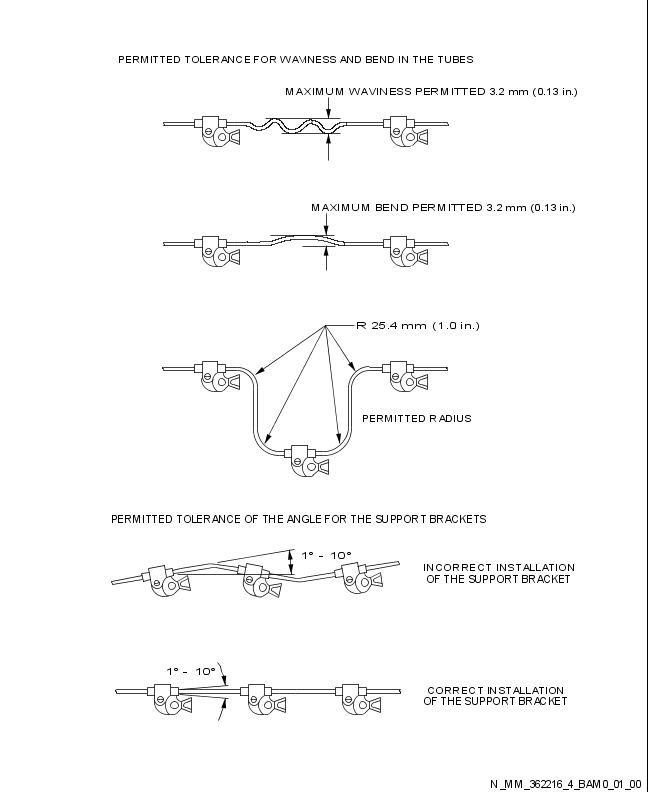 PERMITTED TOLERANCE FOR WAVINESS AND BEND IN THE TUBES
MAXIMUM WAVINESS PERMITTED 3.2 mm (0.13 in.)
MAXIMUM BEND PERMITTED 3.2 mm (0.13 in.)
R 25.4 mm (1.0 in.)
PERMITTED RADIUS
PERMITTED TOLERANCE OF THE ANGLE FOR THE SUPPORT BRACKETS
1° - 10°
INCORRECT INSTALLATION
OF THE SUPPORT BRACKET
1° - 10°
CORRECT INSTALLATION
OF THE SUPPORT BRACKET
N_MM_362216_4_BAM0_01_00